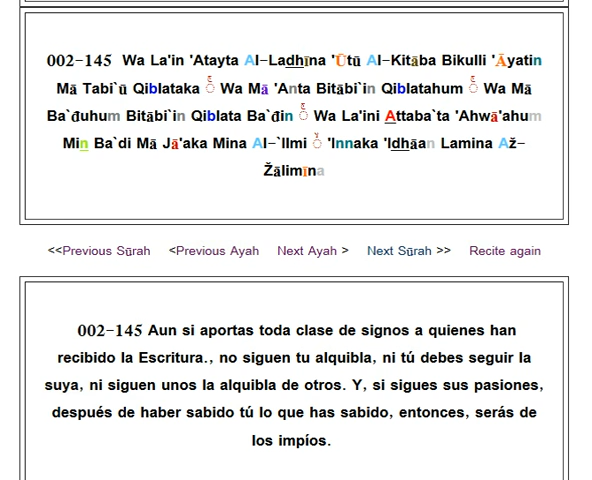 002-145 Wa La'in 'Atayta Al-Ladhīna 'Ūtū Al-Kitāba Bikulli 'Āyatin
Mā Tabi`ū Qiblataka ۚ Wa Mā 'Anta Bitābi`in Qiblatahum ۚ Wa Mā
Ba`đuhum Bitābi`in Qiblata Ba`đin ۚ Wa La'ini Attaba`ta 'Ahwā'ahum
Min Ba`di Mā Jā'aka Mina Al-`Ilmi ۙ 'Innaka 'Idhāan Lamina Až-
Žālimīna
<<Previous Sūrah <Previous Ayah Next Ayah > Next Sūrah >> Recite again
002-145 Aun si aportas toda clase de signos a quienes han
recibido la Escritura., no siguen tu alquibla, ni tú debes seguir la
suya, ni siguen unos la alquibla de otros. Y, si sigues sus pasiones,
después de haber sabido tú lo que has sabido, entonces, serás de
los impíos.